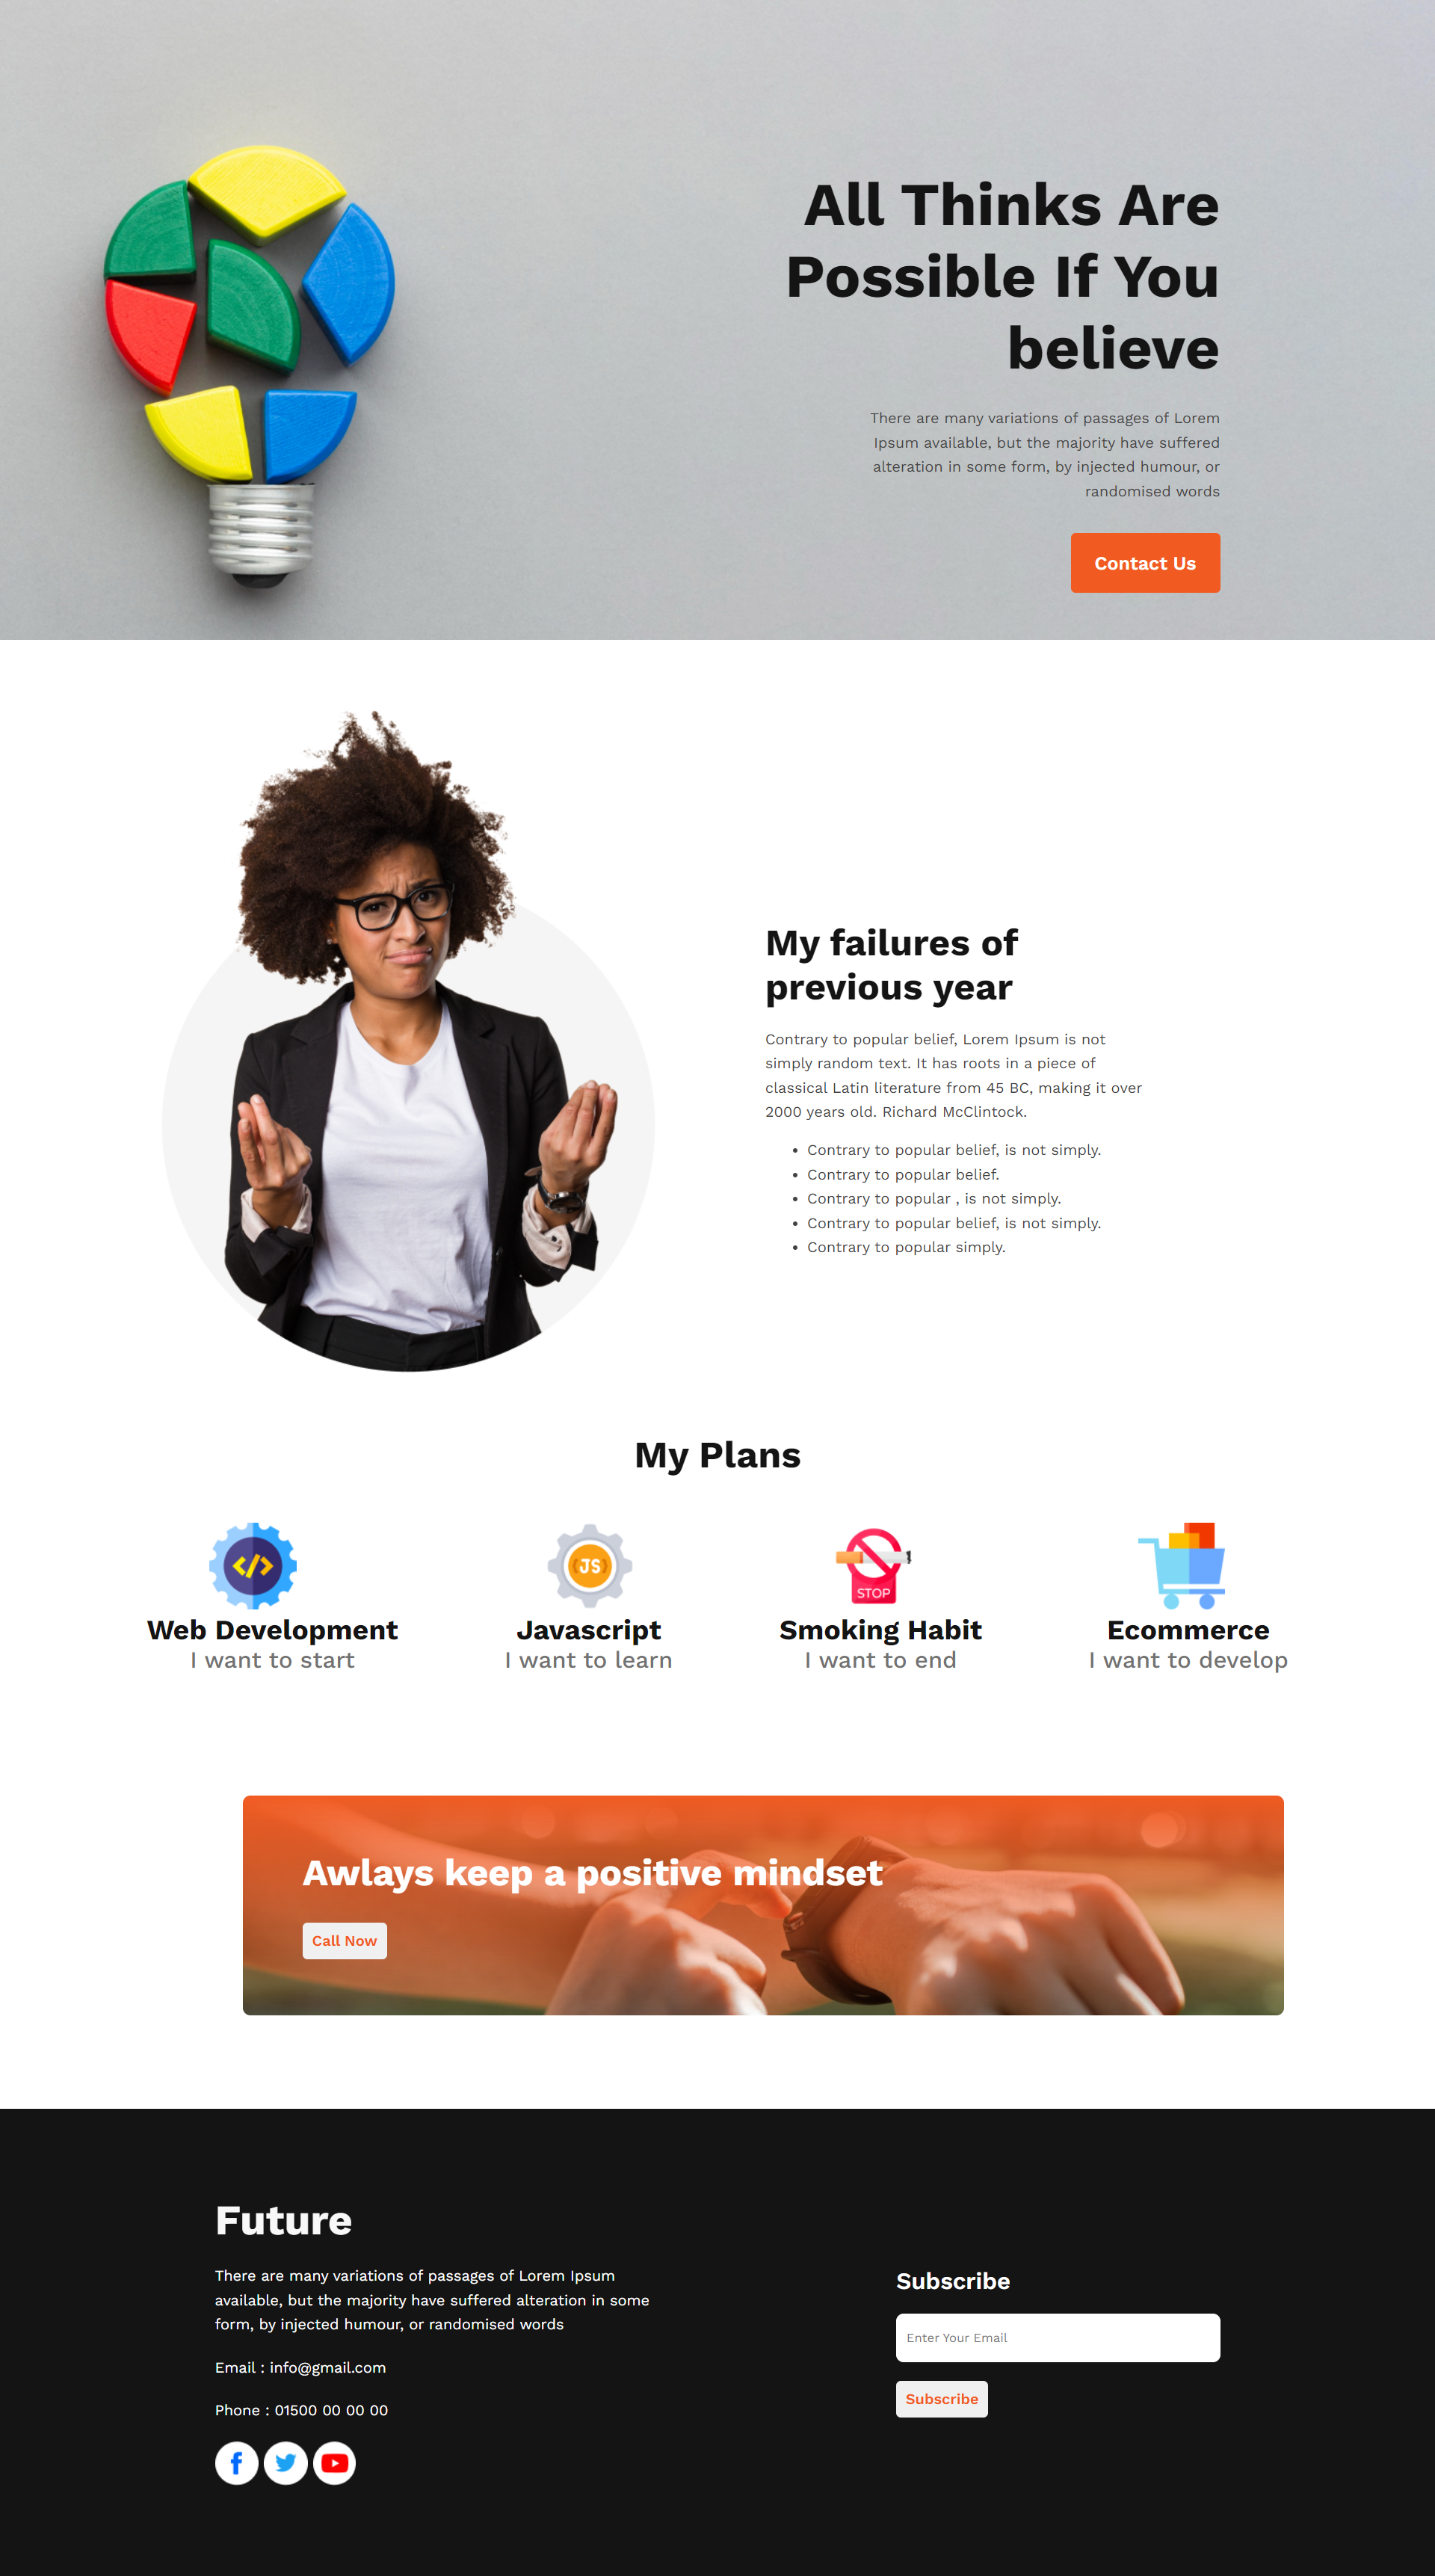 All Thinks Are
Possible If You
believe
There are many variations of passages of Lorem
Ipsum available, but the majority have suffered
alteration in some form, by injected humour, or
randomised words
Contact Us
My failures of
previous year
Contrary to popular belief, Lorem Ipsum is not
simply random text. It has roots in a piece of
classical Latin literature from 45 BC, making it over
2000 years old. Richard McClintock.
• Contrary to popular belief, is not simply.
• Contrary to popular belief.
• Contrary to popular , is not simply.
• Contrary to popular belief, is not simply.
• Contrary to popular simply.
My Plans
</>
{JS}
STOP
Web Development
I want to start
Javascript
I want to learn
Smoking Habit
I want to end
Ecommerce
I want to develop
Awlays keep a positive mindset
Call Now
Future
There are many variations of passages of Lorem Ipsum
available, but the majority have suffered alteration in some
form, by injected humour, or randomised words
Email : info@gmail.com
Phone : 01500 00 00 00
f
Subscribe
Enter Your Email
Subscribe